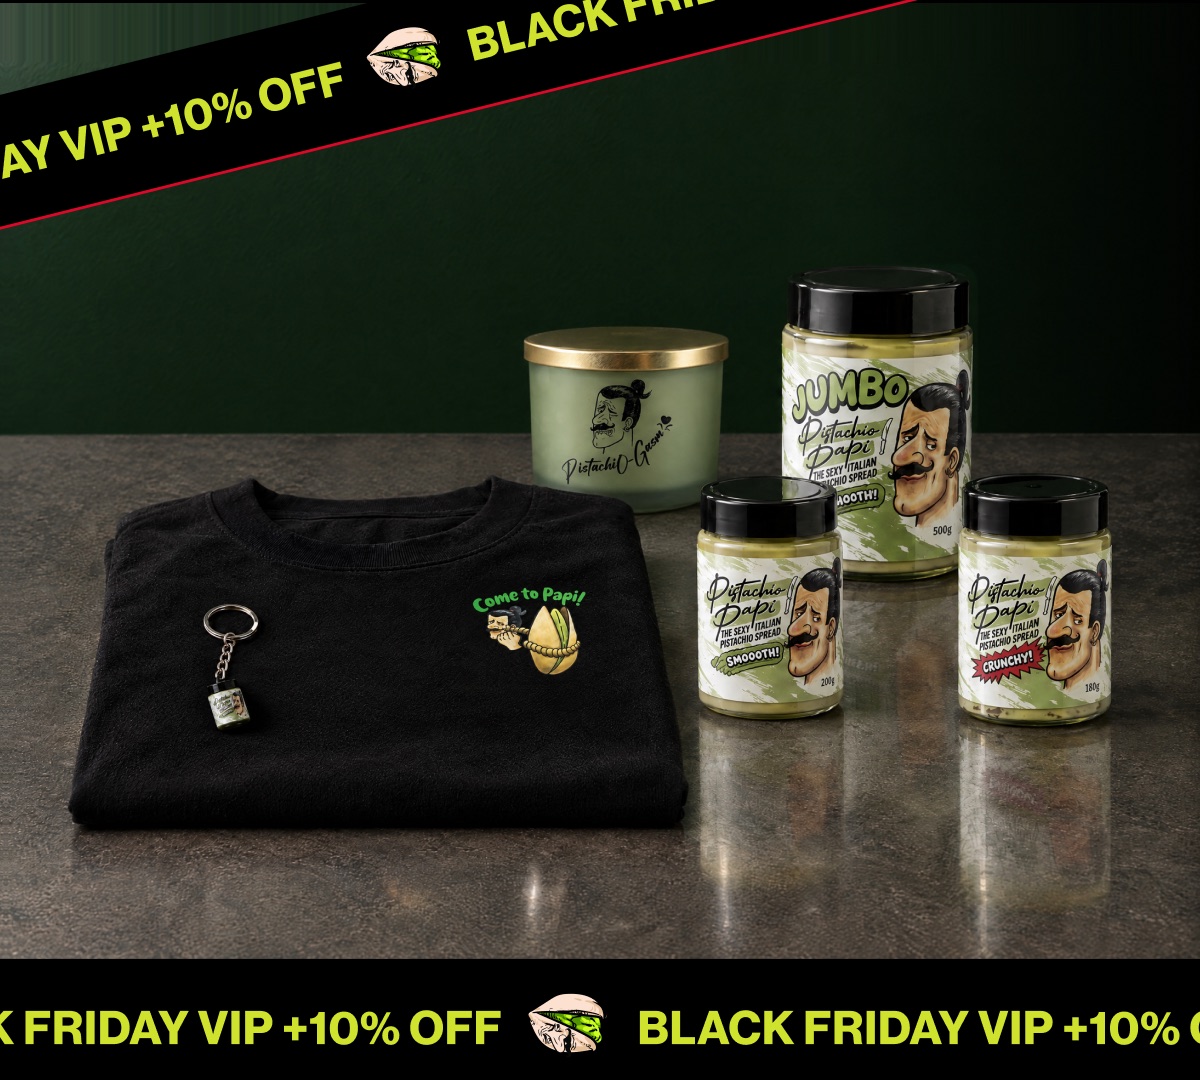 AY VIP +10% OFF
BLACK FRID
JUMBO
Pistachio
Papi
THE SEXY ITALIAN
PISTACHIO SPREAD
SMOOTH!
500g
PistachiO-Gasm
Come to Papi!
Pistachio
Papi
THE SEXY ITALIAN
PISTACHIO SPREAD
SMOOOTH!
200g
Pistachio
Papi
THE SEXY ITALIAN
PISTACHIO SPREAD
CRUNCHY!
180g
K FRIDAY VIP +10% OFF
BLACK FRIDAY VIP +10% O